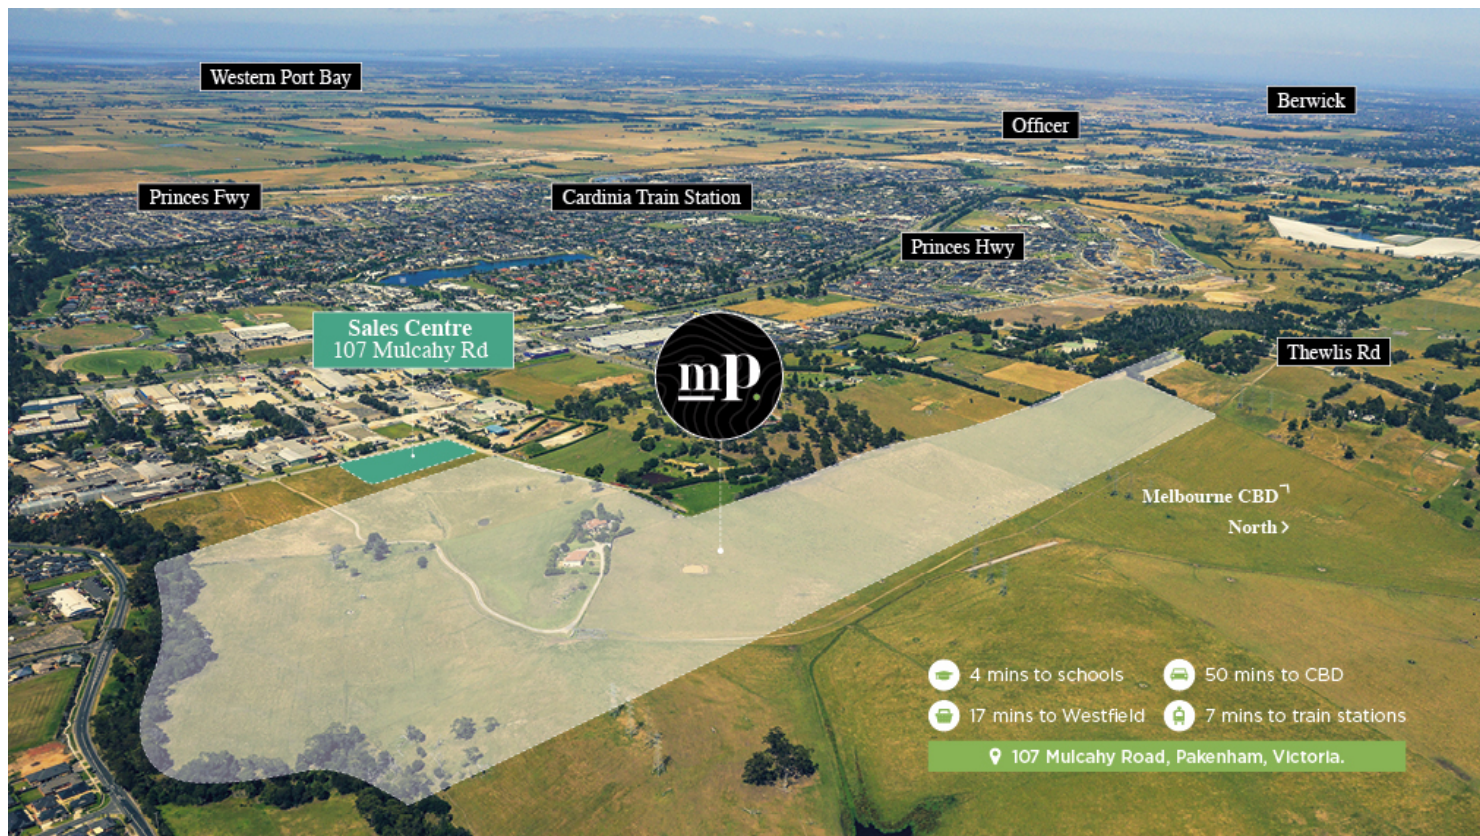 Western Port Bay
Berwick
Officer
Princes Fwy
Cardinia Train Station
Princes Hwy
Sales Centre
107 Mulcahy Rd
Thewlis Rd
mp.
Melbourne CBD
North >
4 mins to schools
50 mins to CBD
17 mins to Westfield
7 mins to train stations
107 Mulcahy Road, Pakenham, Victoria.